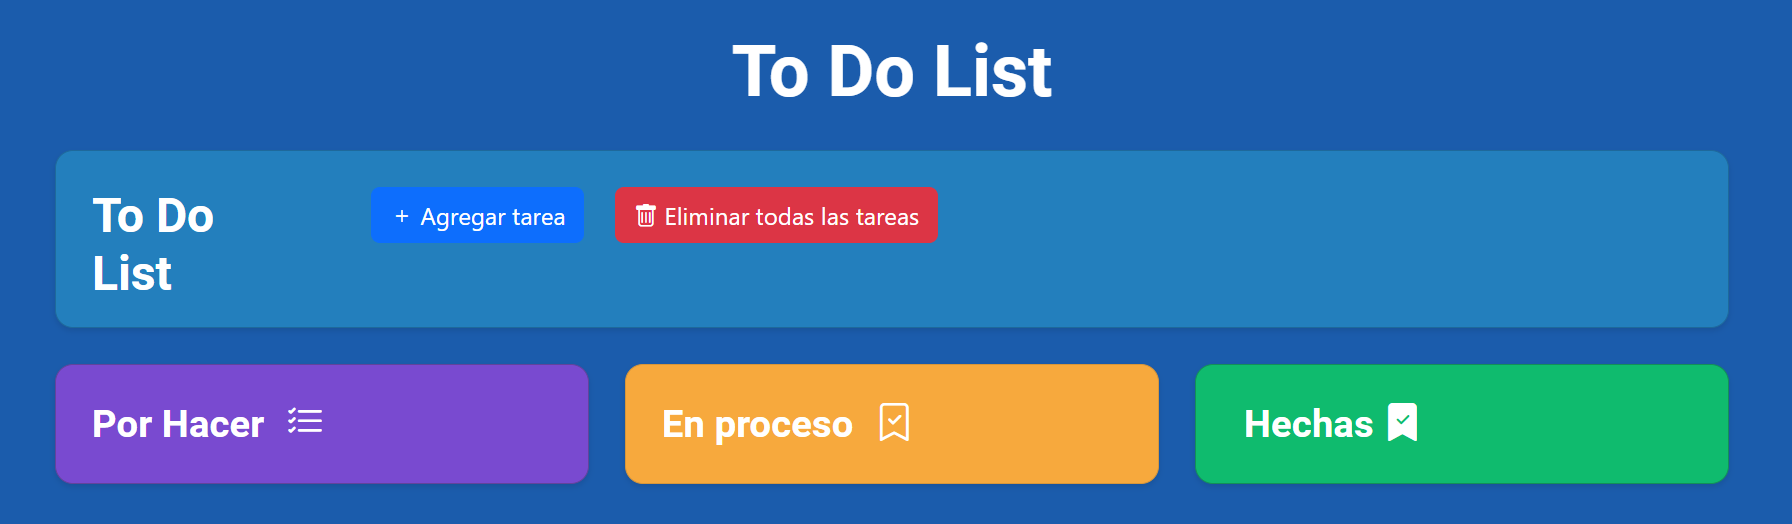 To Do List
To Do
List
+ Agregar tarea
Eliminar todas las tareas
Por Hacer
En proceso
Hechas